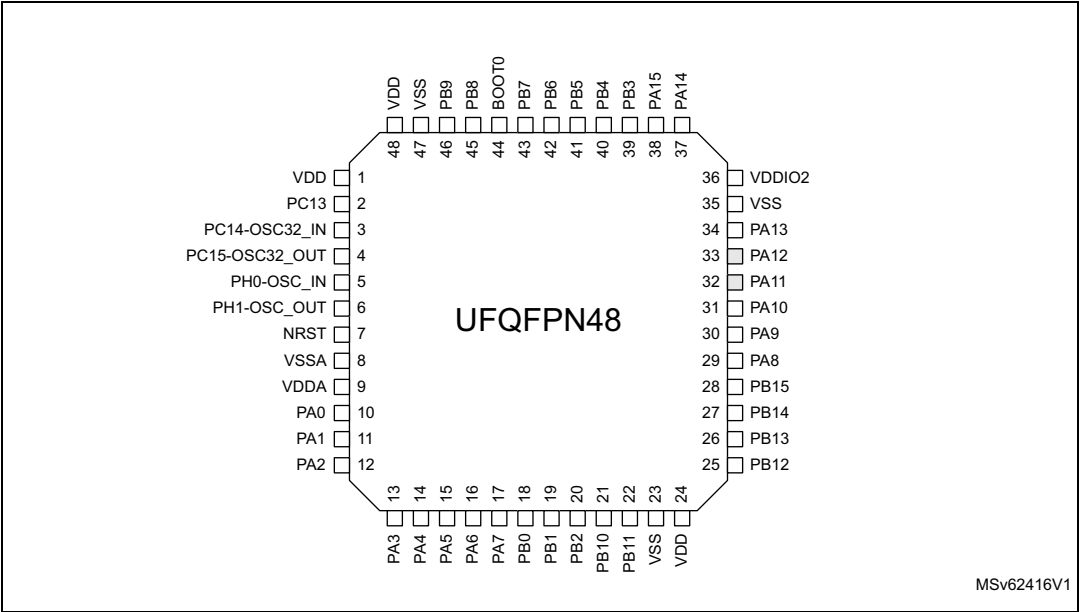 VDD
VSS
PB9
PB8
BOOT0
PB7
PB6
PB5
PB4
PB3
PA15
PA14
48
47
46
45
44
43
42
41
40
39
38
37
VDD 1
PC13 2
PC14-OSC32_IN 3
PC15-OSC32_OUT 4
PH0-OSC_IN 5
PH1-OSC_OUT 6
NRST 7
VSSA 8
VDDA 9
PA0 10
PA1 11
PA2 12
UFQFPN48
36 VDDIO2
35 VSS
34 PA13
33 PA12
32 PA11
31 PA10
30 PA9
29 PA8
28 PB15
27 PB14
26 PB13
25 PB12
13
14
15
16
17
18
19
20
21
22
23
24
PA3
PA4
PA5
PA6
PA7
PB0
PB1
PB2
PB10
PB11
VSS
VDD
MSv62416V1